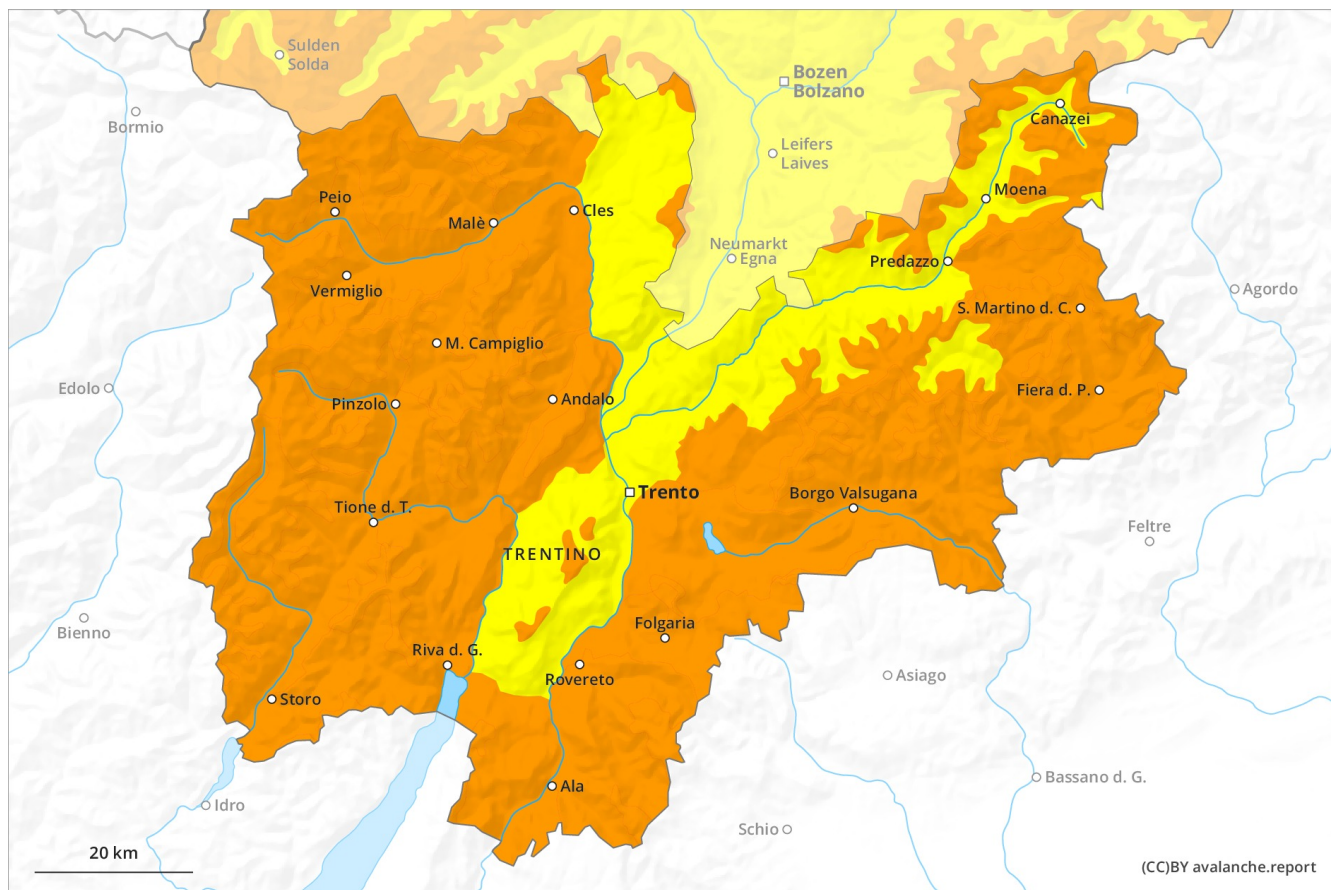 Sulden
Solda
Bozen
Bolzano
Bormio
Canazei
Leifers
Laives
Peio
Moena
Malè
Cles
Neumarkt
Egna
Predazzo
Vermiglio
Agordo
S. Martino d. C.
M. Campiglio
Edolo
Pinzolo
Andalo
Fiera d. P.
Trento
Borgo Valsugana
Tione d. T.
Feltre
TRENTINO
Bienno
Folgaria
Riva d. G.
Rovereto
Asiago
Storo
Bassano d. G.
Ala
Idro
Schio
20 km
(CC)BY avalanche.report